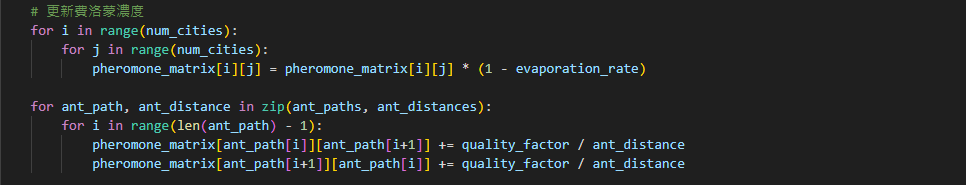 # 更新費洛蒙濃度
for i in range(num_cities):
for j in range(num_cities):
pheromone_matrix[i][j] = pheromone_matrix[i][j] * (1 - evaporation_rate)
for ant_path, ant_distance in zip(ant_paths, ant_distances):
for i in range(len(ant_path) - 1):
pheromone_matrix[ant_path[i]][ant_path[i+1]] += quality_factor / ant_distance
pheromone_matrix[ant_path[i+1]][ant_path[i]] += quality_factor / ant_distance